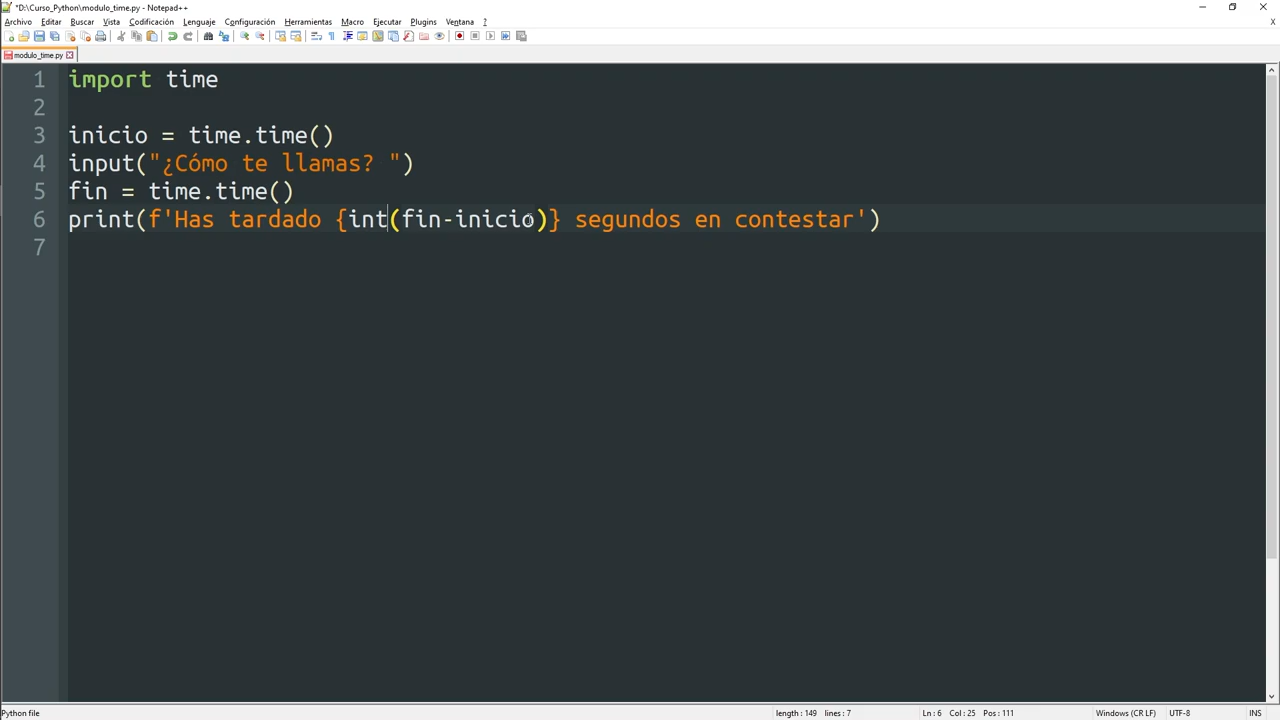 *D:\Curso_Python\modulo_time.py - Notepad++
Archivo Editar Buscar Vista Codificación Lenguaje Configuración Herramientas Macro Ejecutar Plugins Ventana ?
X
modulo_time.py
1 import time
2
3 inicio = time.time()
4 input("¿Cómo te llamas? ")
5 fin = time.time()
6 print(f'Has tardado {int(fin-inicio)} segundos en contestar')
7
Python file length : 149 lines : 7 Ln : 6 Col : 25 Pos : 111 Windows (CR LF) UTF-8 INS